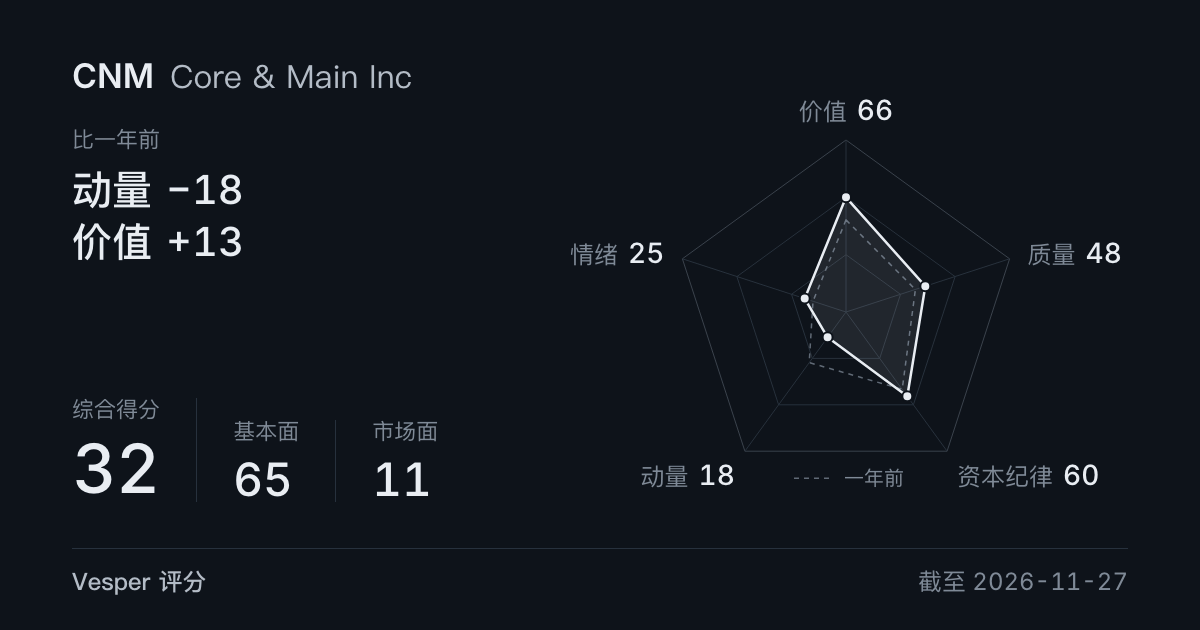 CNM Core & Main Inc
比一年前
动量 −18
价值 +13
综合得分
32
基本面
65
市场面
11
价值 66
质量 48
资本纪律 60
动量 18
情绪 25
一年前
Vesper 评分
截至 2026-11-27